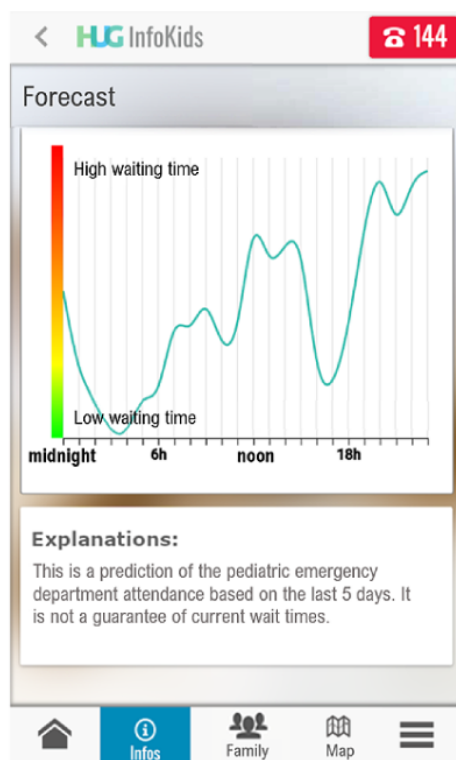 HUG InfoKids
144
Forecast
High waiting time
Low waiting time
midnight 6h noon 18h
Explanations:
This is a prediction of the pediatric emergency
department attendance based on the last 5 days. It
is not a guarantee of current wait times.
Infos Family Map